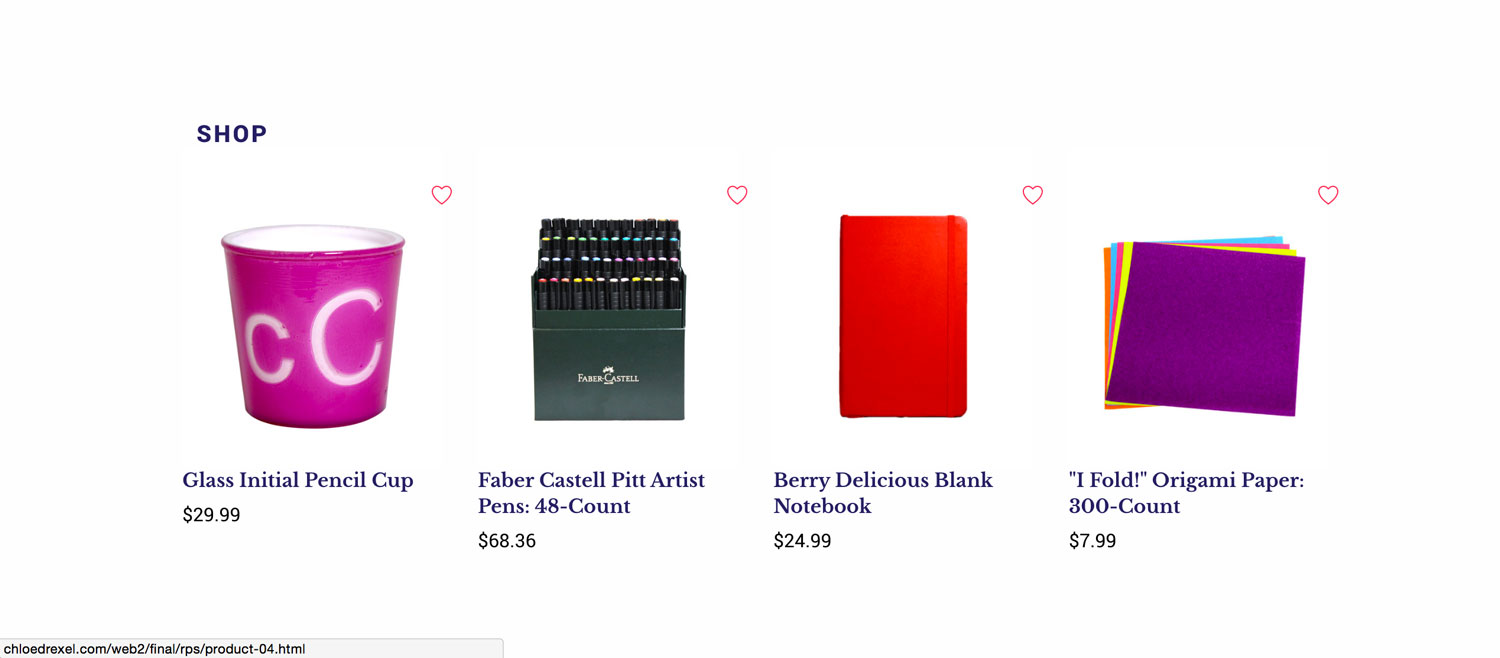 SHOP
cC
FABER-CASTELL
Glass Initial Pencil Cup
$29.99
Faber Castell Pitt Artist
Pens: 48-Count
$68.36
Berry Delicious Blank
Notebook
$24.99
"I Fold!" Origami Paper:
300-Count
$7.99
chloedrexel.com/web2/final/rps/product-04.html